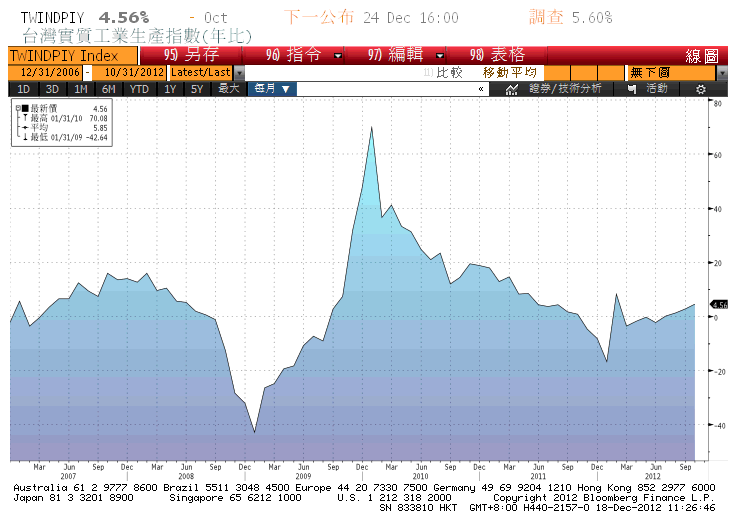 TWINDPIY 4.56% - Oct 下一公布 24 Dec 16:00 調查 5.60%
台灣實質工業生產指數(年比)
TWINDPIY Index 95) 另存 96) 指令 97) 編輯 98) 表格 線圖
12/31/2006 - 10/31/2012 Latest/Last 比較 移動平均 無下圖
1D 3D 1M 6M YTD 1Y 5Y 最大 每月 ▼ « 證券/技術分析 活動
最新價 4.56
最高 01/31/10 70.08
平均 5.85
最低 01/31/09 -42.64
80
60
40
20
4.56
0
-20
-40
Mar Jun Sep Dec Mar Jun Sep Dec Mar Jun Sep Dec Mar Jun Sep Dec Mar Jun Sep Dec Mar Jun Sep
2007 2008 2009 2010 2011 2012
Australia 61 2 9777 8600 Brazil 5511 3048 4500 Europe 44 20 7330 7500 Germany 49 69 9204 1210 Hong Kong 852 2977 6000
Japan 81 3 3201 8900 Singapore 65 6212 1000 U.S. 1 212 318 2000 Copyright 2012 Bloomberg Finance L.P.
SN 833810 HKT GMT+8:00 H440-2157-0 18-Dec-2012 11:26:46